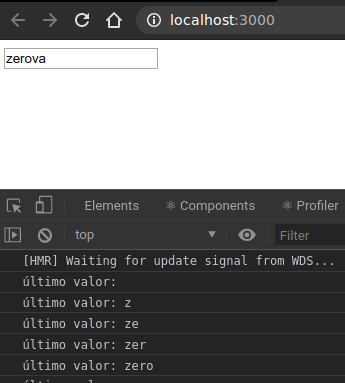 localhost:3000
zerova
Elements Components Profiler
top Filter
[HMR] Waiting for update signal from WDS...
último valor:
último valor: z
último valor: ze
último valor: zer
último valor: zero